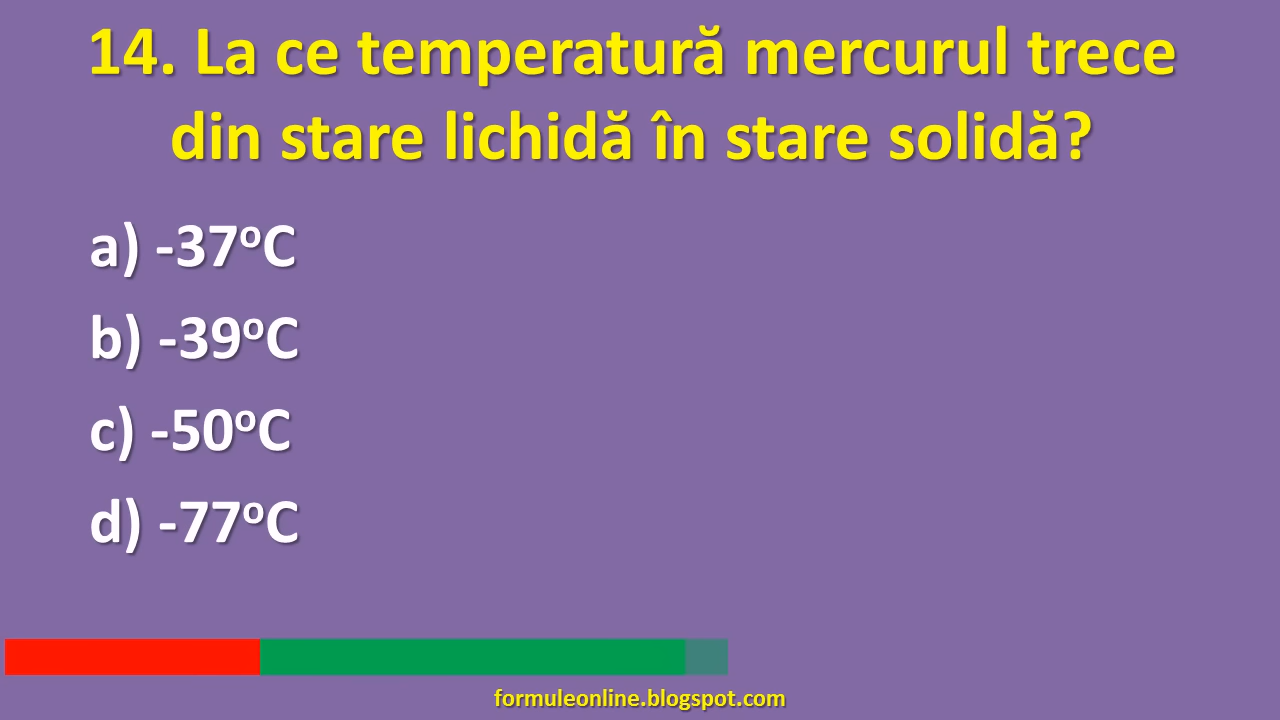 14. La ce temperatură mercurul trece
din stare lichidă în stare solidă?
a) -37ºC
b) -39ºC
c) -50ºC
d) -77ºC
formuleonline.blogspot.com